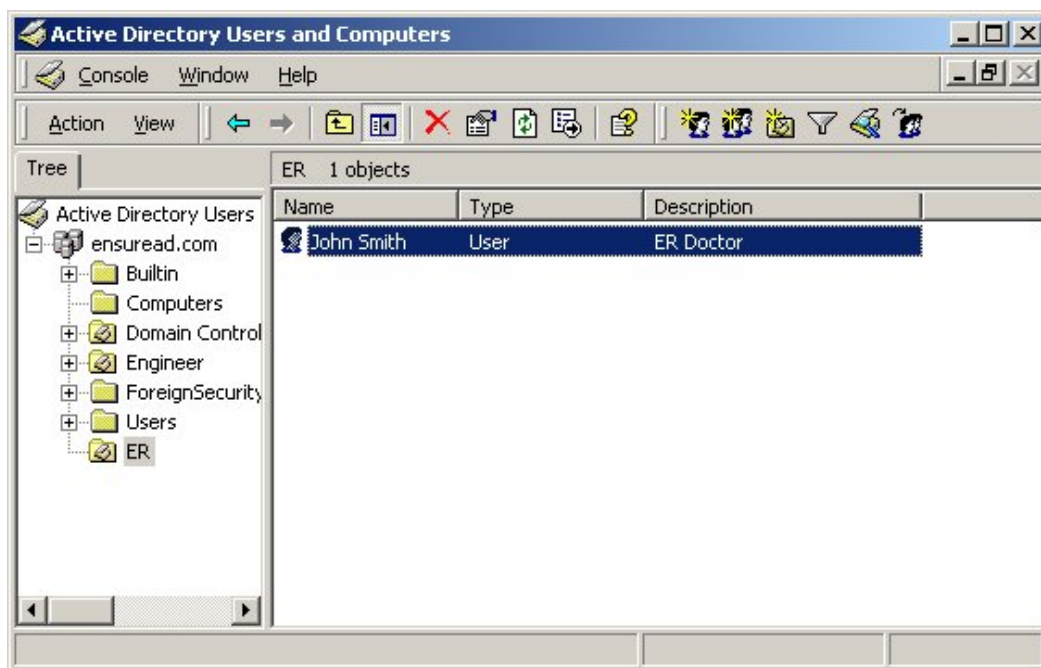 Active Directory Users and Computers
Console Window Help
Action View
Tree
ER 1 objects
Name Type Description
John Smith User ER Doctor
Active Directory Users
ensuread.com
Builtin
Computers
Domain Control
Engineer
ForeignSecurity
Users
ER